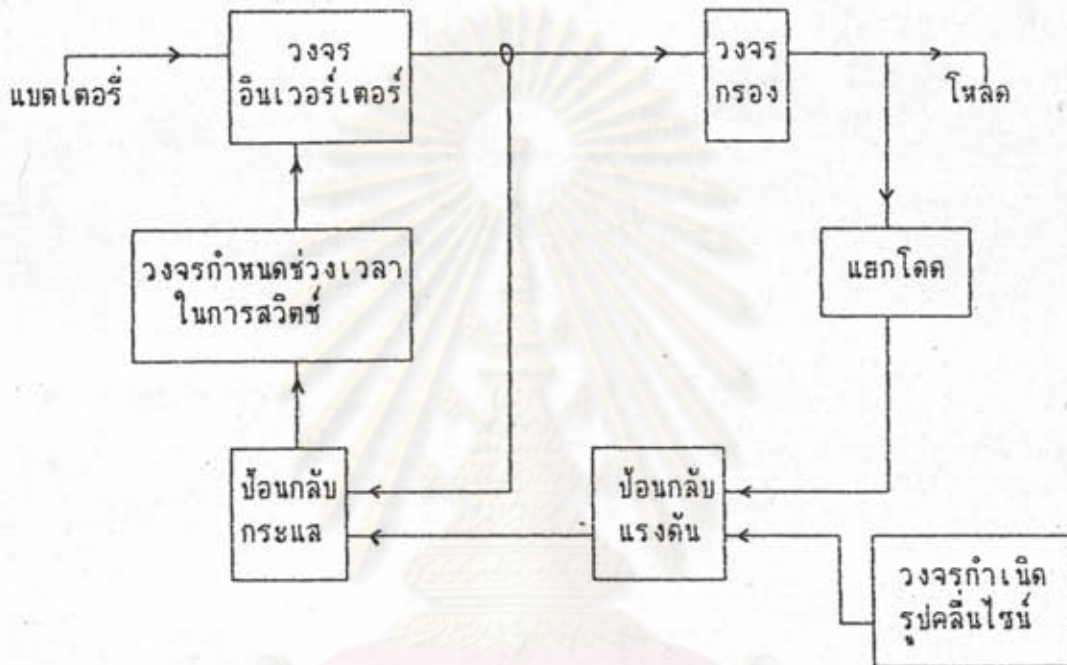 วงจร
อินเวอร์เตอร์
วงจร
กรอง
แบตเตอรี่
โหลด
วงจรกำหนดช่วงเวลา
ในการสวิตช์
แยกโดด
ป้อนกลับ
กระแส
ป้อนกลับ
แรงดัน
วงจรกำเนิด
รูปคลื่นไซน์